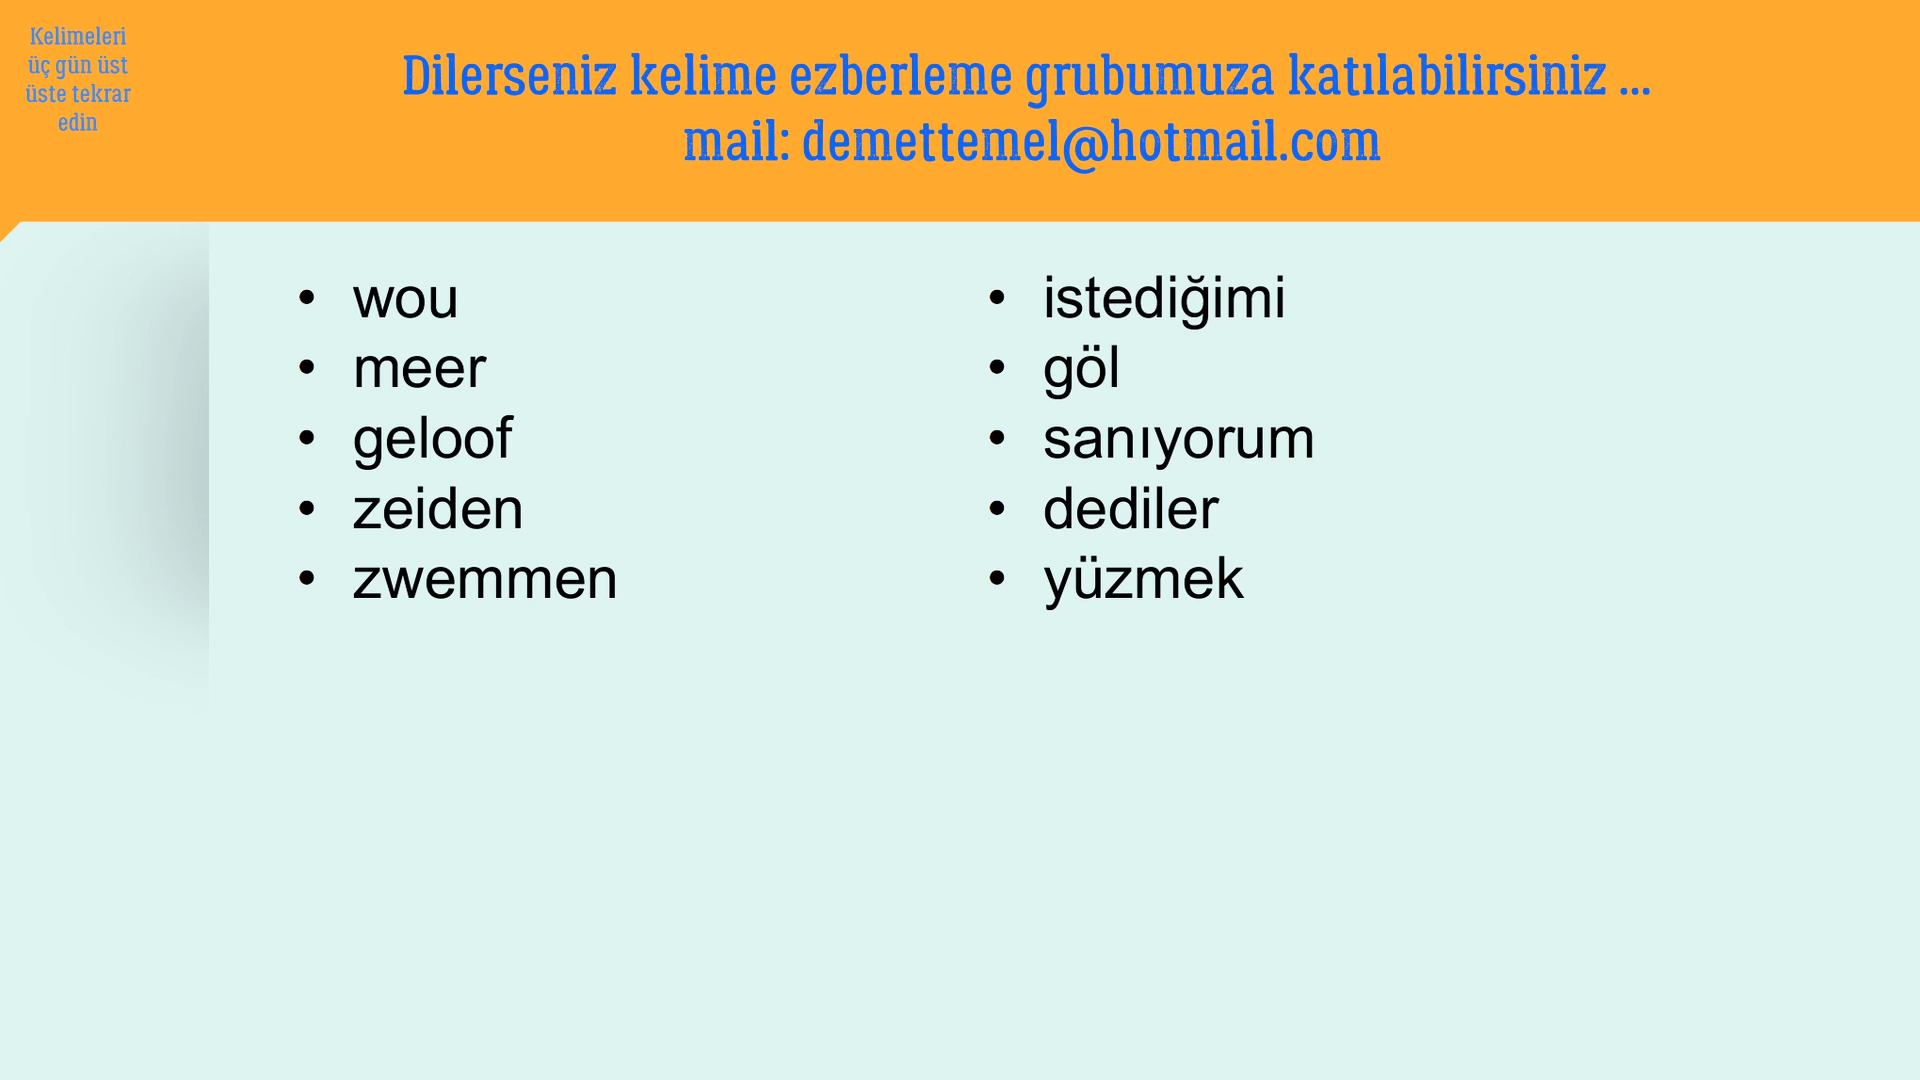 Kelimeleri
üç gün üst
üste tekrar
edin
Dilerseniz kelime ezberleme grubumuza katılabilirsiniz ...
mail: demettemel@hotmail.com
• wou
• meer
• geloof
• zeiden
• zwemmen
• istediğimi
• göl
• sanıyorum
• dediler
• yüzmek